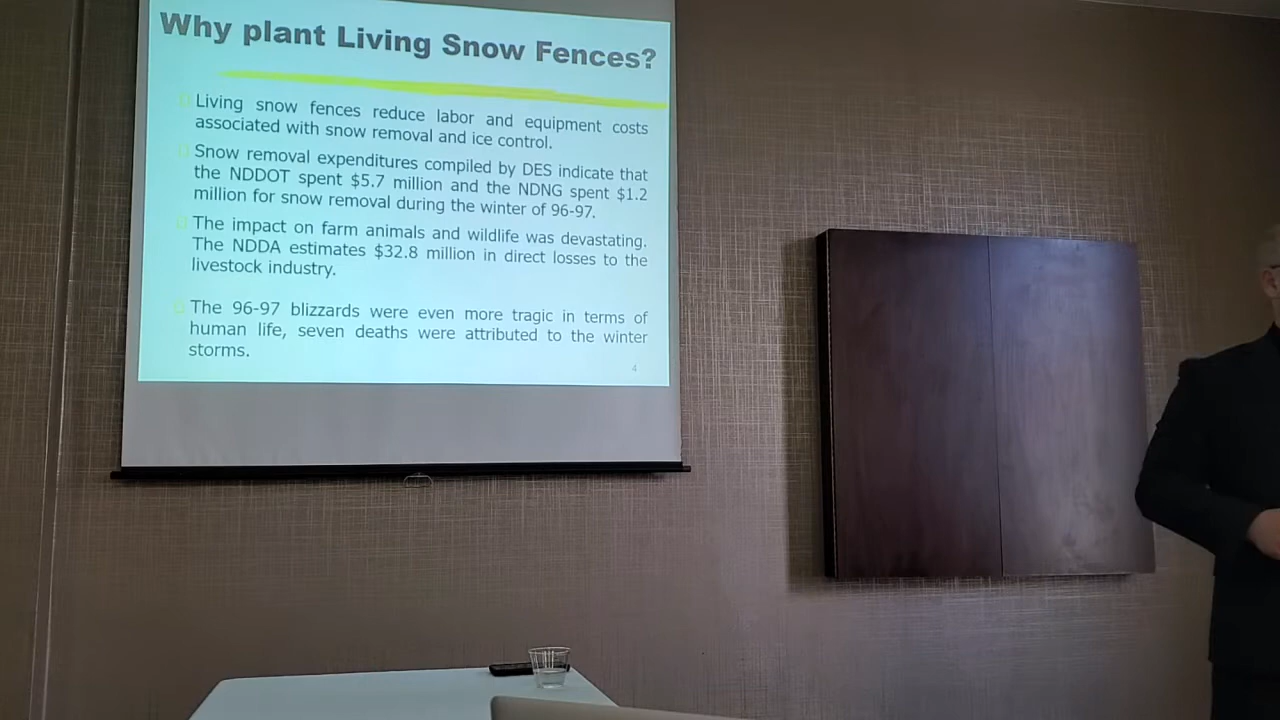 Why plant Living Snow Fences?
Living snow fences reduce labor and equipment costs
associated with snow removal and ice control.
Snow removal expenditures compiled by DES indicate that
the NDDOT spent $5.7 million and the NDNG spent $1.2
million for snow removal during the winter of 96-97.
The impact on farm animals and wildlife was devastating.
The NDDA estimates $32.8 million in direct losses to the
livestock industry.
The 96-97 blizzards were even more tragic in terms of
human life, seven deaths were attributed to the winter
storms.
4